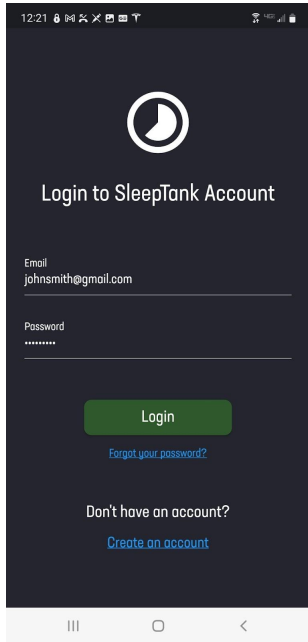 12:21
Login to SleepTank Account
Email
johnsmith@gmail.com
Password
•••••••••
Login
Forgot your password?
Don't have an account?
Create an account